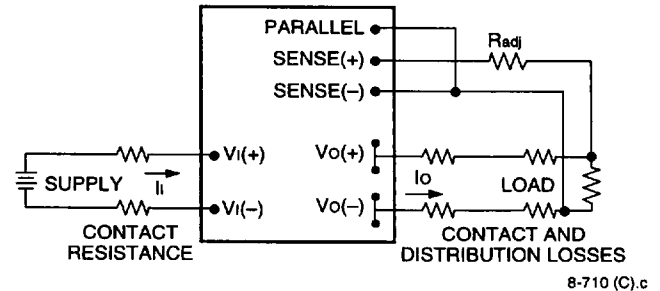 PARALLEL
SENSE(+)
SENSE(–)
Radj
VI(+)
VO(+)
SUPPLY
II
IO
LOAD
VI(–)
VO(–)
CONTACT
RESISTANCE
CONTACT AND
DISTRIBUTION LOSSES
8-710 (C).c